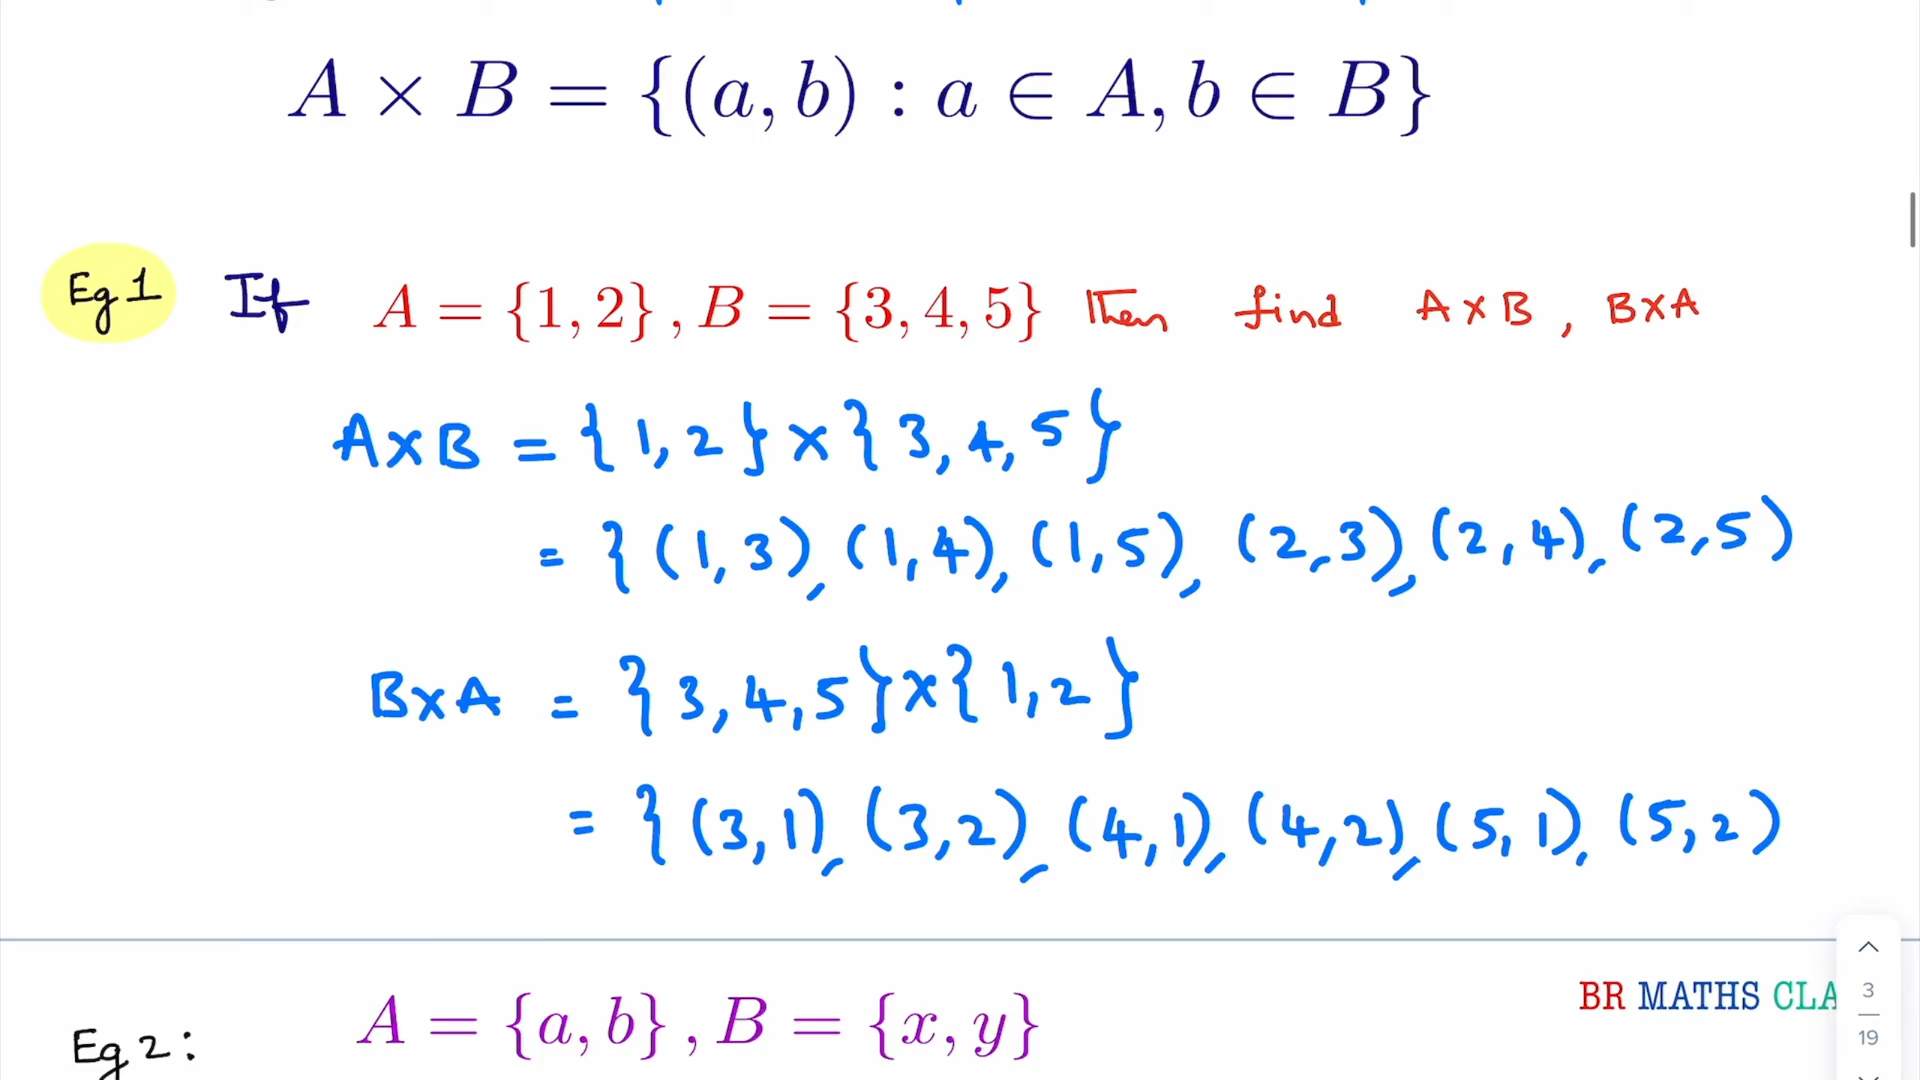 A × B = {(a, b) : a ∈ A, b ∈ B}
Eg 1 If A = {1, 2} , B = {3, 4, 5} Then find A×B , B×A
A×B = {1, 2} × {3, 4, 5}
= {(1,3), (1,4), (1,5), (2,3), (2,4), (2,5)
B×A = {3, 4, 5} × {1, 2}
= {(3,1), (3,2), (4,1), (4,2), (5,1), (5,2)
BR MATHS CLA
3
19
Eg 2 : A = {a, b} , B = {x, y}